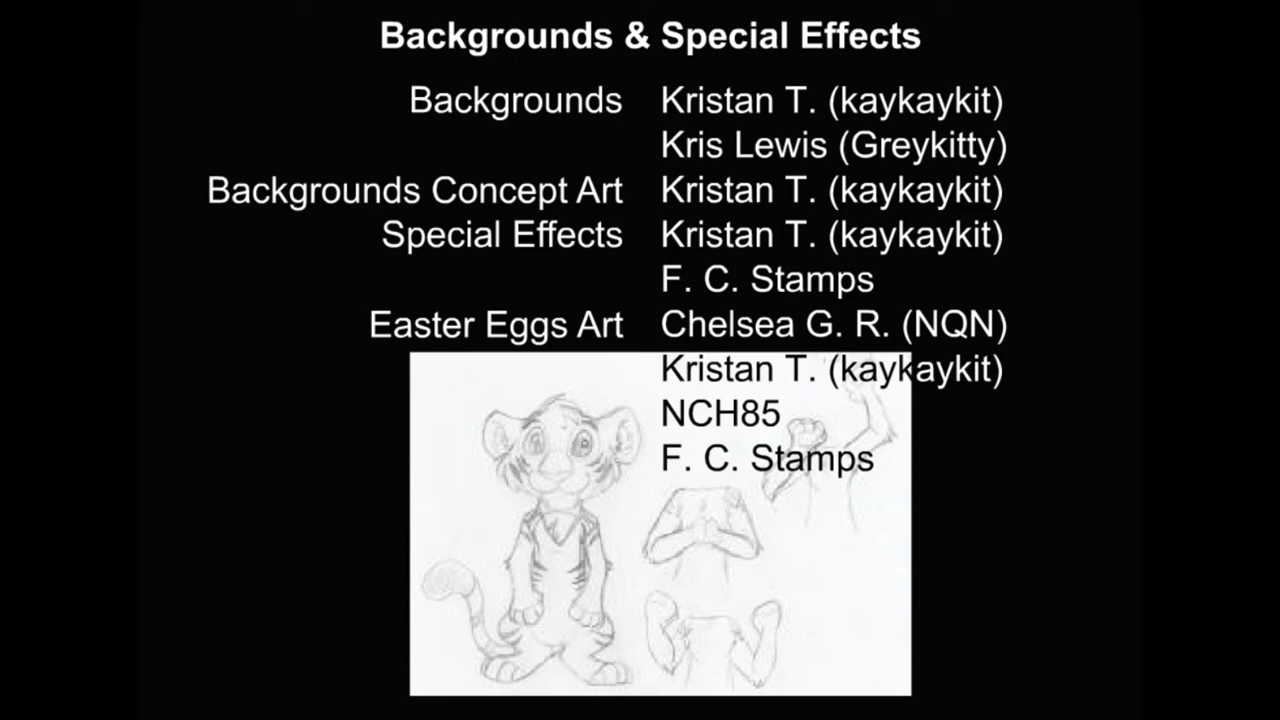 Backgrounds & Special Effects
Backgrounds Kristan T. (kaykaykit)
Kris Lewis (Greykitty)
Backgrounds Concept Art Kristan T. (kaykaykit)
Special Effects Kristan T. (kaykaykit)
F. C. Stamps
Easter Eggs Art Chelsea G. R. (NQN)
Kristan T. (kaykaykit)
NCH85
F. C. Stamps